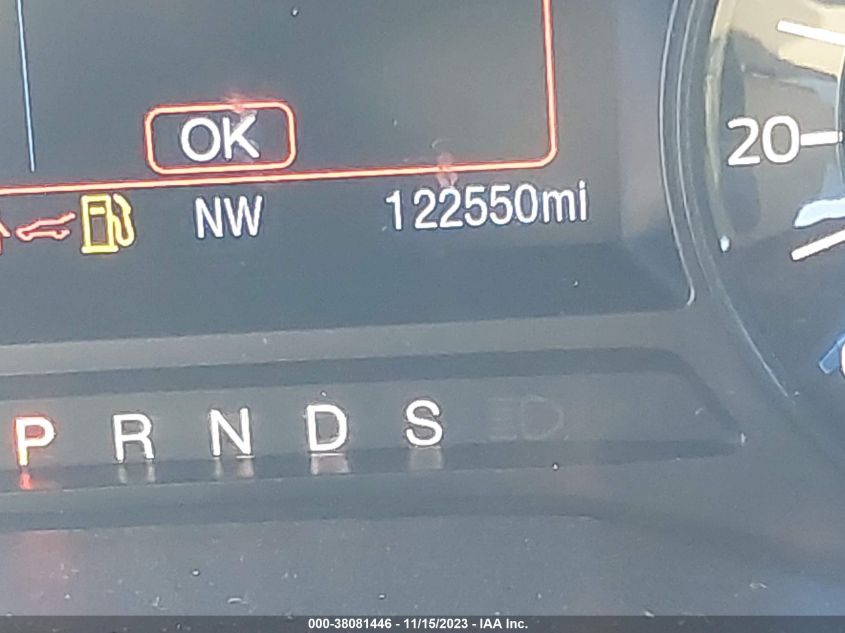 20
OK
NW 122550mi
P R N D S
000-38081446 - 11/15/2023 - IAA Inc.